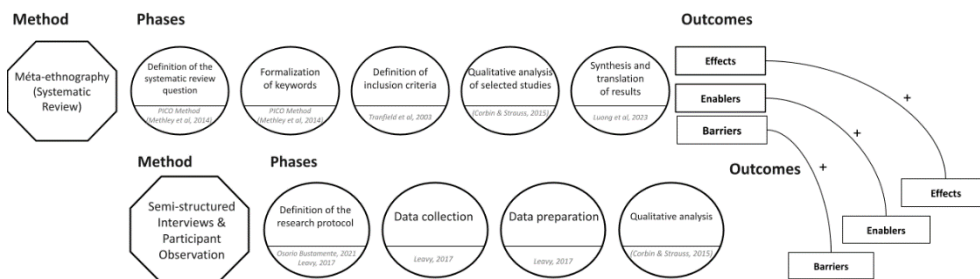 Method
Phases
Outcomes
Méta-ethnography
(Systematic
Review)
Definition of the
systematic review
question
PICO Method
(Methley et al, 2014)
Formalization
of keywords
PICO Method
(Methley et al, 2014)
Definition of
inclusion criteria
Tranfield et al, 2003
Qualitative analysis
of selected studies
(Corbin & Strauss, 2015)
Synthesis and
translation
of results
Luong et al, 2023
Effects
Enablers
Barriers
+
+
+
Method
Phases
Outcomes
Semi-structured
Interviews &
Participant
Observation
Definition of the
research protocol
Osorio Bustamente, 2021
Leavy, 2017
Data collection
Leavy, 2017
Data preparation
Leavy, 2017
Qualitative analysis
(Corbin & Strauss, 2015)
Effects
Enablers
Barriers